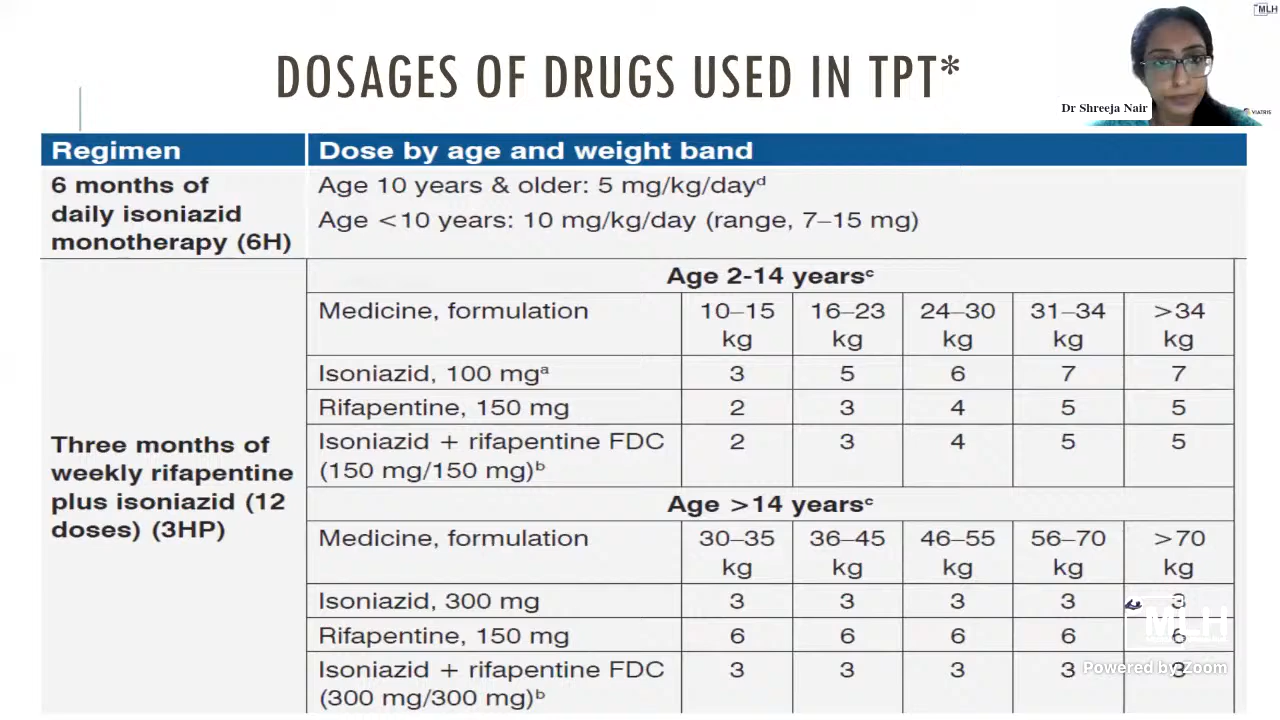 MLH
DOSAGES OF DRUGS USED IN TPT*
Dr Shreeja Nair
VIATRIS
Regimen Dose by age and weight band
6 months of
daily isoniazid
monotherapy (6H)
Age 10 years & older: 5 mg/kg/dayᵈ
Age <10 years: 10 mg/kg/day (range, 7–15 mg)
Three months of
weekly rifapentine
plus isoniazid (12
doses) (3HP)
Age 2-14 yearsᶜ
Medicine, formulation 10–15 kg 16–23 kg 24–30 kg 31–34 kg >34 kg
Isoniazid, 100 mgᵃ 3 5 6 7 7
Rifapentine, 150 mg 2 3 4 5 5
Isoniazid + rifapentine FDC 2 3 4 5 5
(150 mg/150 mg)ᵇ
Age >14 yearsᶜ
Medicine, formulation 30–35 kg 36–45 kg 46–55 kg 56–70 kg >70 kg
Isoniazid, 300 mg 3 3 3 3 3
Rifapentine, 150 mg 6 6 6 6 6
Isoniazid + rifapentine FDC 3 3 3 3 3
(300 mg/300 mg)ᵇ
MLH
Powered by Zoom